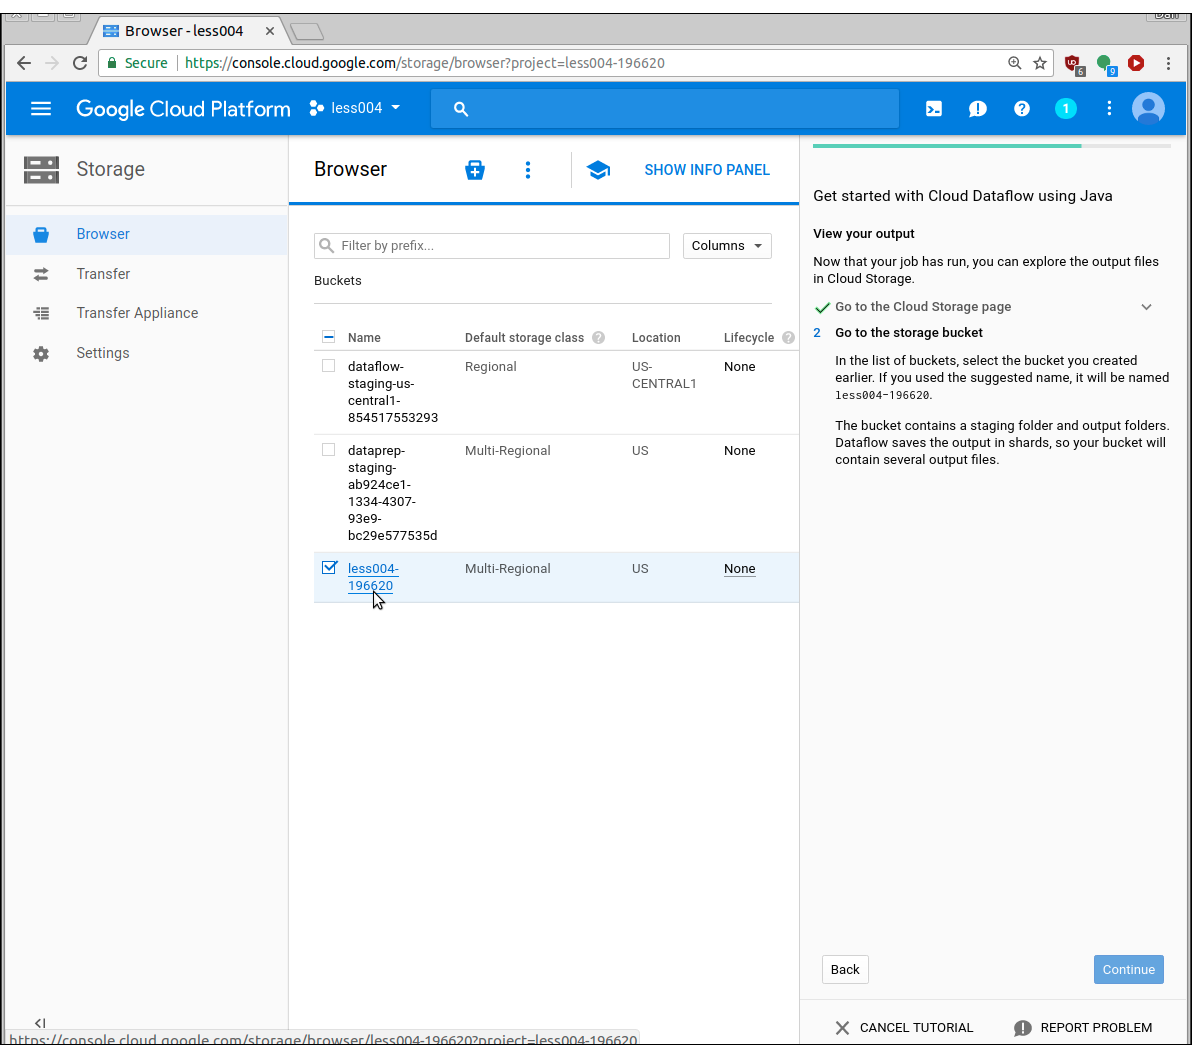 Browser - less004
Secure https://console.cloud.google.com/storage/browser?project=less004-196620
6
9
Google Cloud Platform
less004
1
Storage
Browser
Transfer
Transfer Appliance
Settings
Browser
SHOW INFO PANEL
Filter by prefix...
Columns
Buckets
Name Default storage class Location Lifecycle
dataflow-
staging-us-
central1-
854517553293
Regional
US-
CENTRAL1
None
dataprep-
staging-
ab924ce1-
1334-4307-
93e9-
bc29e577535d
Multi-Regional
US
None
less004-
196620
Multi-Regional
US
None
Get started with Cloud Dataflow using Java
View your output
Now that your job has run, you can explore the output files
in Cloud Storage.
Go to the Cloud Storage page
2 Go to the storage bucket
In the list of buckets, select the bucket you created
earlier. If you used the suggested name, it will be named
less004-196620.
The bucket contains a staging folder and output folders.
Dataflow saves the output in shards, so your bucket will
contain several output files.
Back
Continue
CANCEL TUTORIAL
REPORT PROBLEM
https://console.cloud.google.com/storage/browser/less004-196620?project=less004-196620